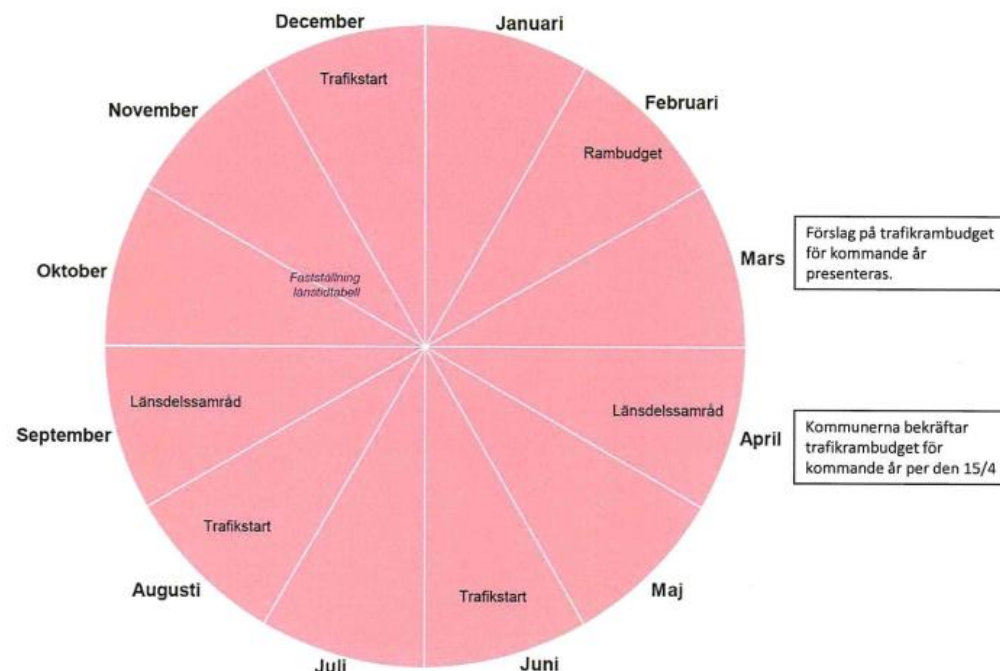 December
Januari
Trafikstart
November
Februari
Rambudget
Oktober
Fastställning
länstidtabell
Mars
Förslag på trafikrambudget
för kommande år
presenteras.
Länsdelssamråd
September
Länsdelssamråd
April
Kommunerna bekräftar
trafikrambudget för
kommande år per den 15/4
Trafikstart
Augusti
Trafikstart
Maj
Juli
Juni